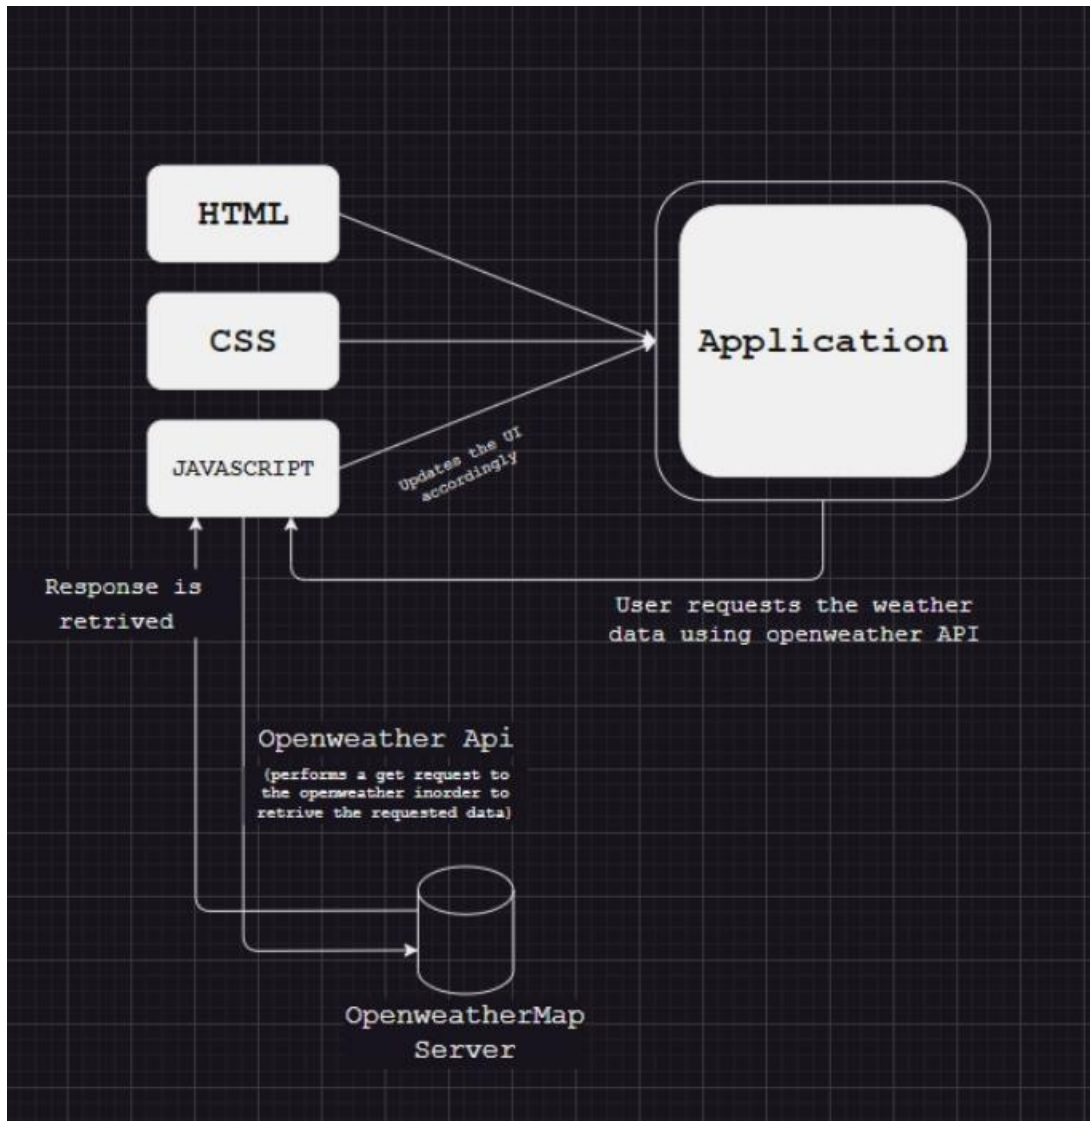 HTML
CSS
Application
JAVASCRIPT
Updates the UI
accordingly
Response is
retrived
User requests the weather
data using openweather API
Openweather Api
(performs a get request to
the openweather inorder to
retrive the requested data)
OpenweatherMap
Server